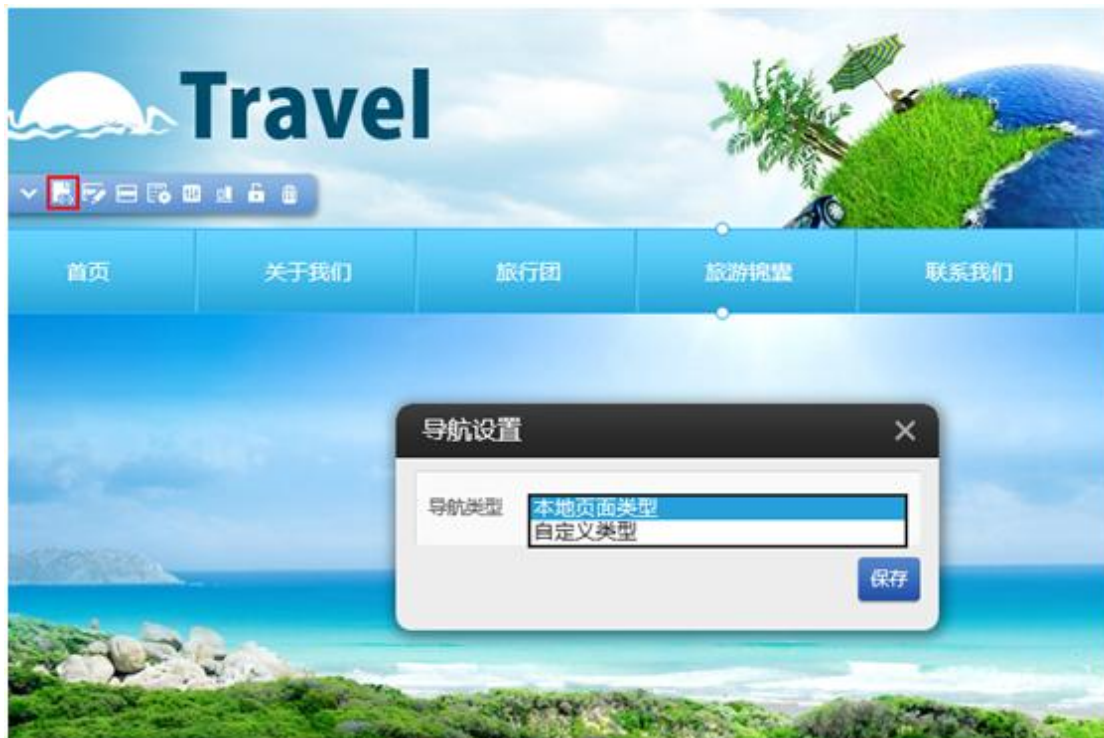 Travel
首页 关于我们 旅行团 旅游锦囊 联系我们
导航设置
导航类型 本地页面类型
自定义类型
保存